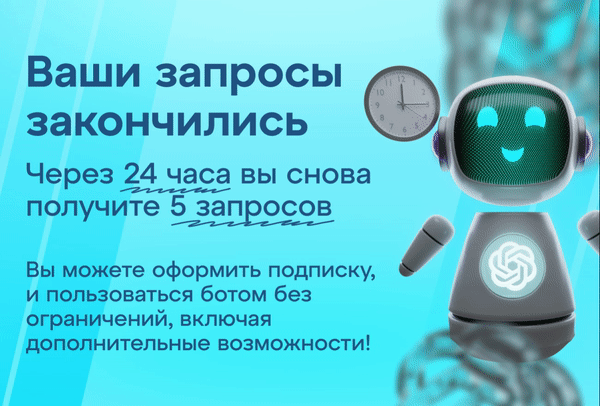 Ваши запросы
закончились
Через 24 часа вы снова
получите 5 запросов
Вы можете оформить подписку,
и пользоваться ботом без
ограничений, включая
дополнительные возможности!